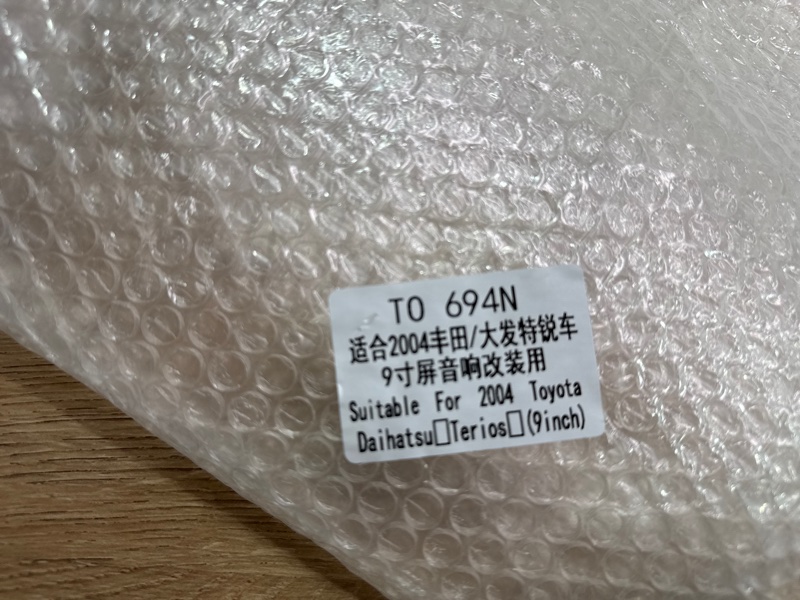 TO 694N
适合2004丰田/大发特锐车
9寸屏音响改装用
Suitable For 2004 Toyota
Daihatsu□Terios□(9inch)